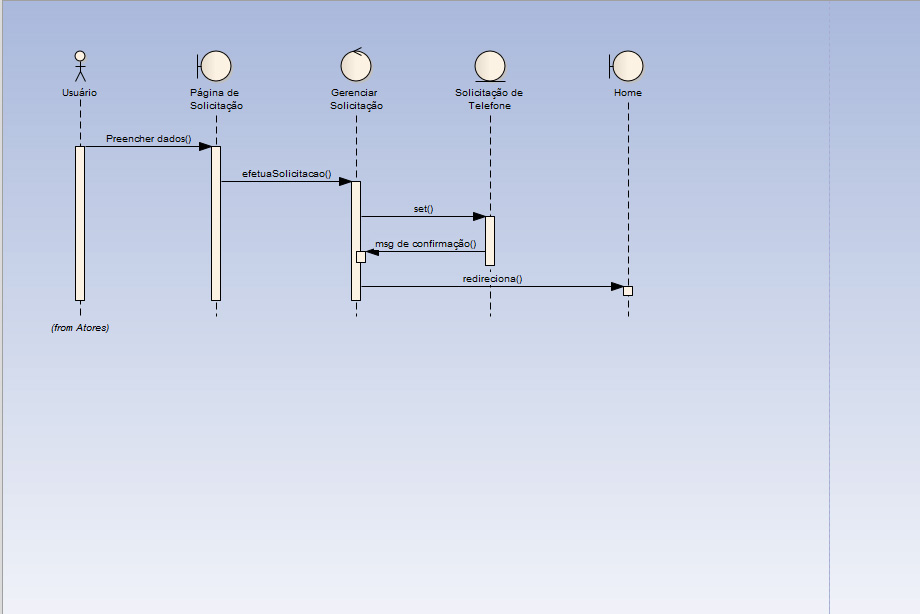 Usuário
Página de
Solicitação
Gerenciar
Solicitação
Solicitação de
Telefone
Home
Preencher dados()
efetuaSolicitacao()
set()
msg de confirmação()
redireciona()
(from Atores)